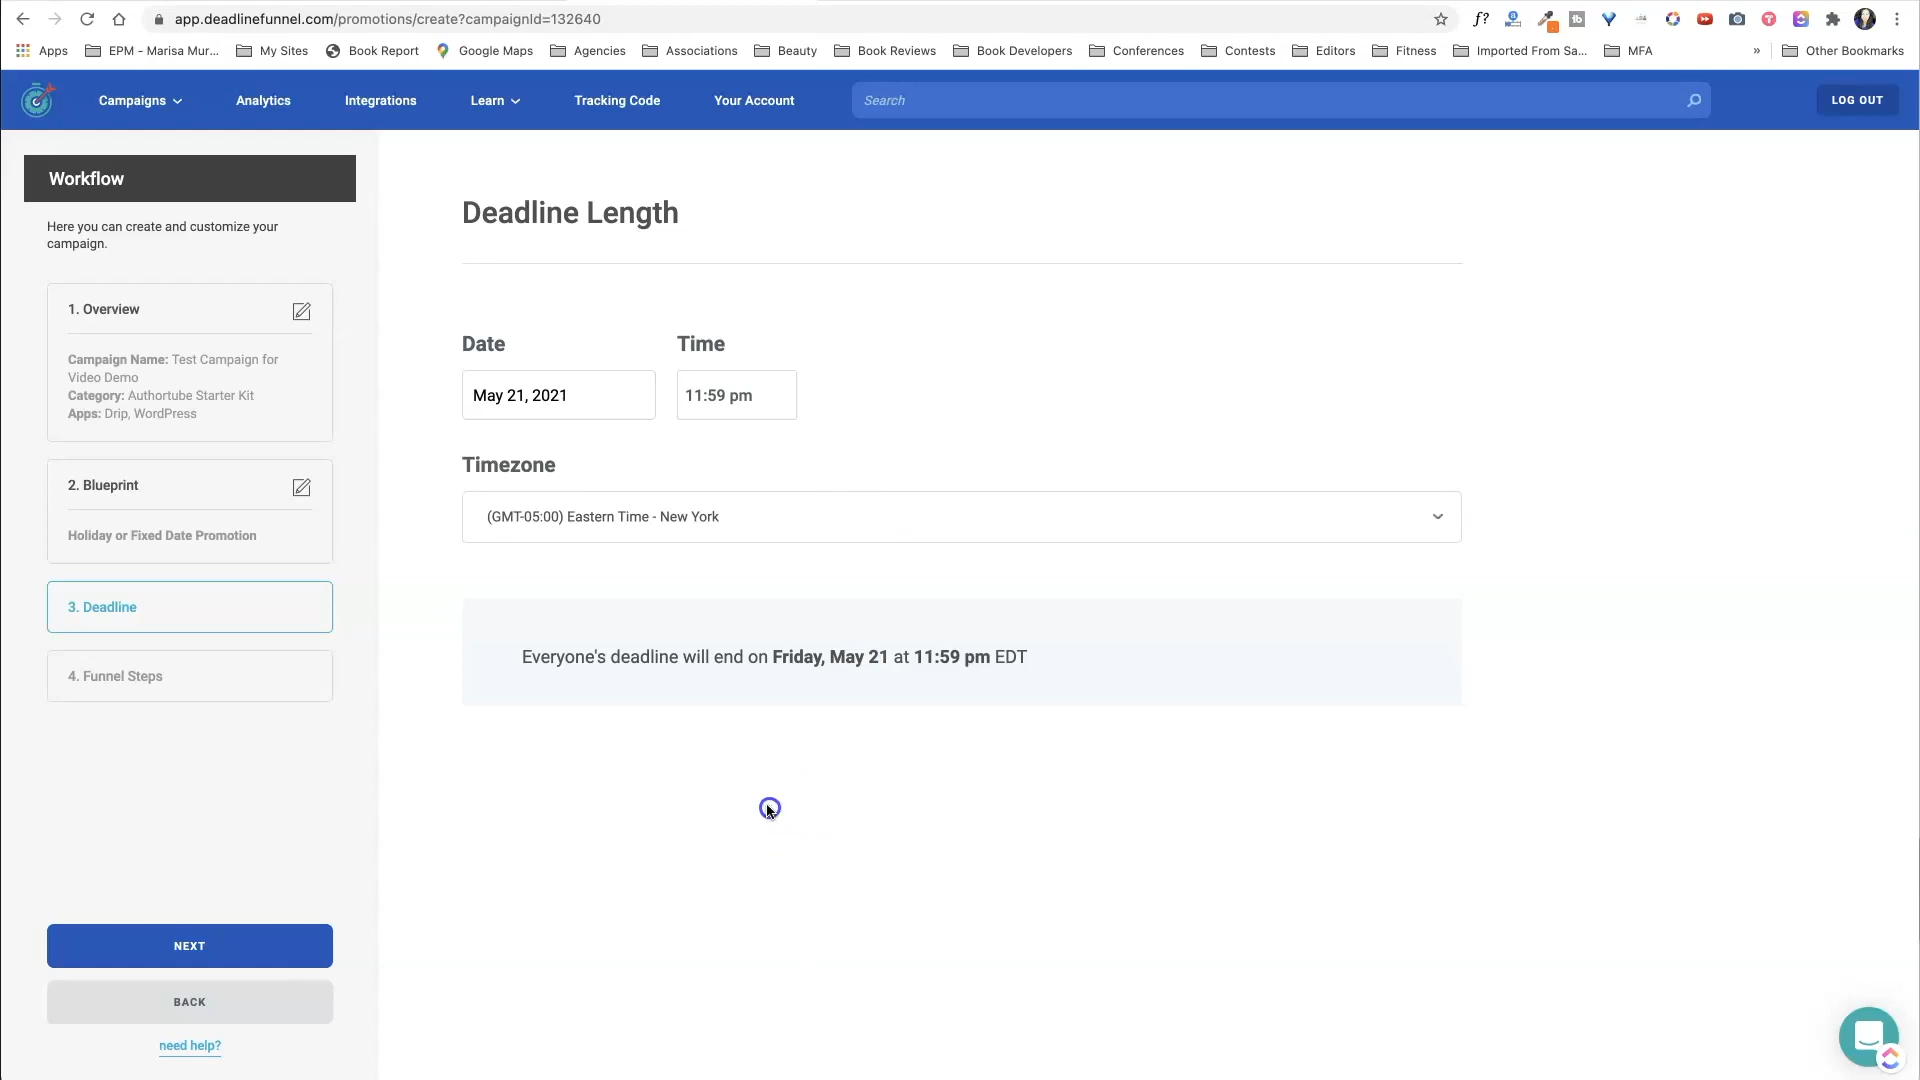 app.deadlinefunnel.com/promotions/create?campaignId=132640
f?
Apps
EPM - Marisa Mur...
My Sites
Book Report
Google Maps
Agencies
Associations
Beauty
Book Reviews
Book Developers
Conferences
Contests
Editors
Fitness
Imported From Sa...
MFA
»
Other Bookmarks
Campaigns
Analytics
Integrations
Learn
Tracking Code
Your Account
Search
LOG OUT
Workflow
Here you can create and customize your
campaign.
1. Overview
Campaign Name: Test Campaign for
Video Demo
Category: Authortube Starter Kit
Apps: Drip, WordPress
2. Blueprint
Holiday or Fixed Date Promotion
3. Deadline
4. Funnel Steps
NEXT
BACK
need help?
Deadline Length
Date
Time
May 21, 2021
11:59 pm
Timezone
(GMT-05:00) Eastern Time - New York
Everyone's deadline will end on Friday, May 21 at 11:59 pm EDT